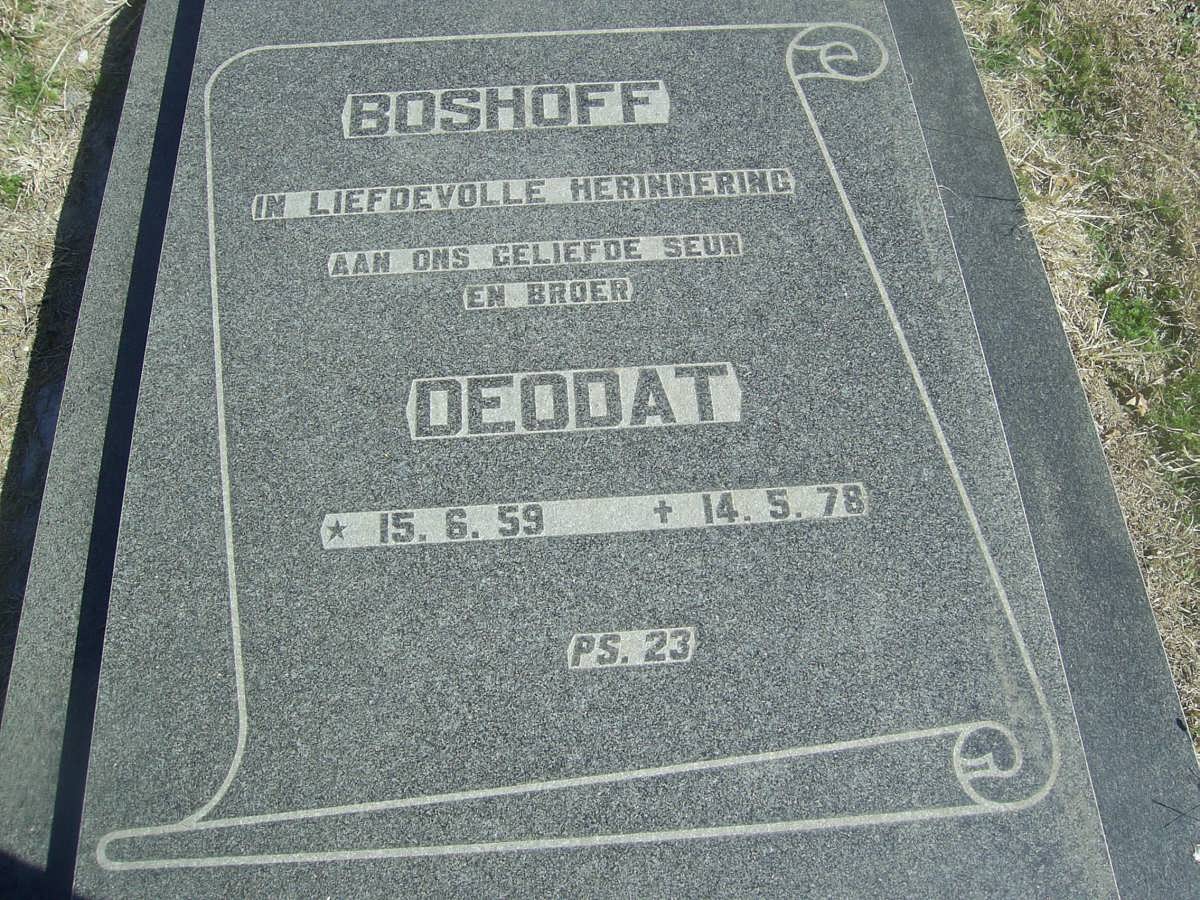 BOSHOFF
IN LIEFDEVOLLE HERINNERING
AAN ONS GELIEFDE SEUN
EN BROER
DEODAT
★ 15. 6. 59 ✝ 14. 5. 78
PS. 23